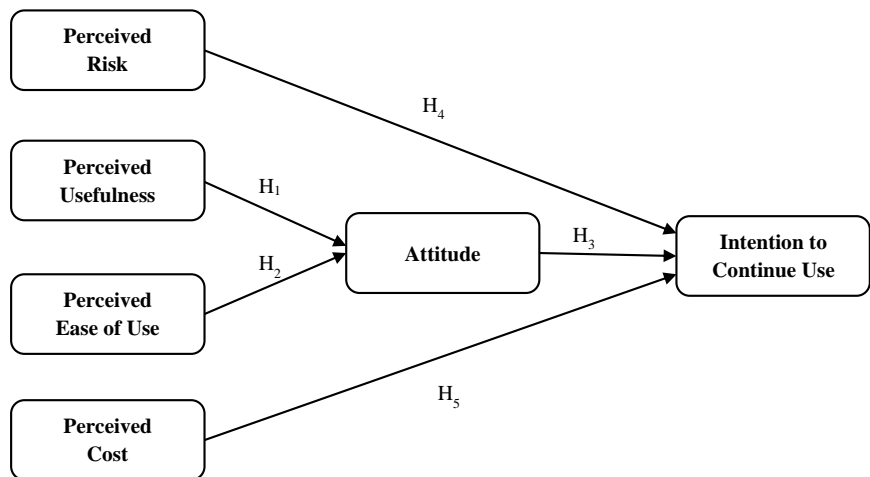 Perceived
Risk
H₄
Perceived
Usefulness
H₁
Attitude
H₃
Intention to
Continue Use
H₂
Perceived
Ease of Use
H₅
Perceived
Cost